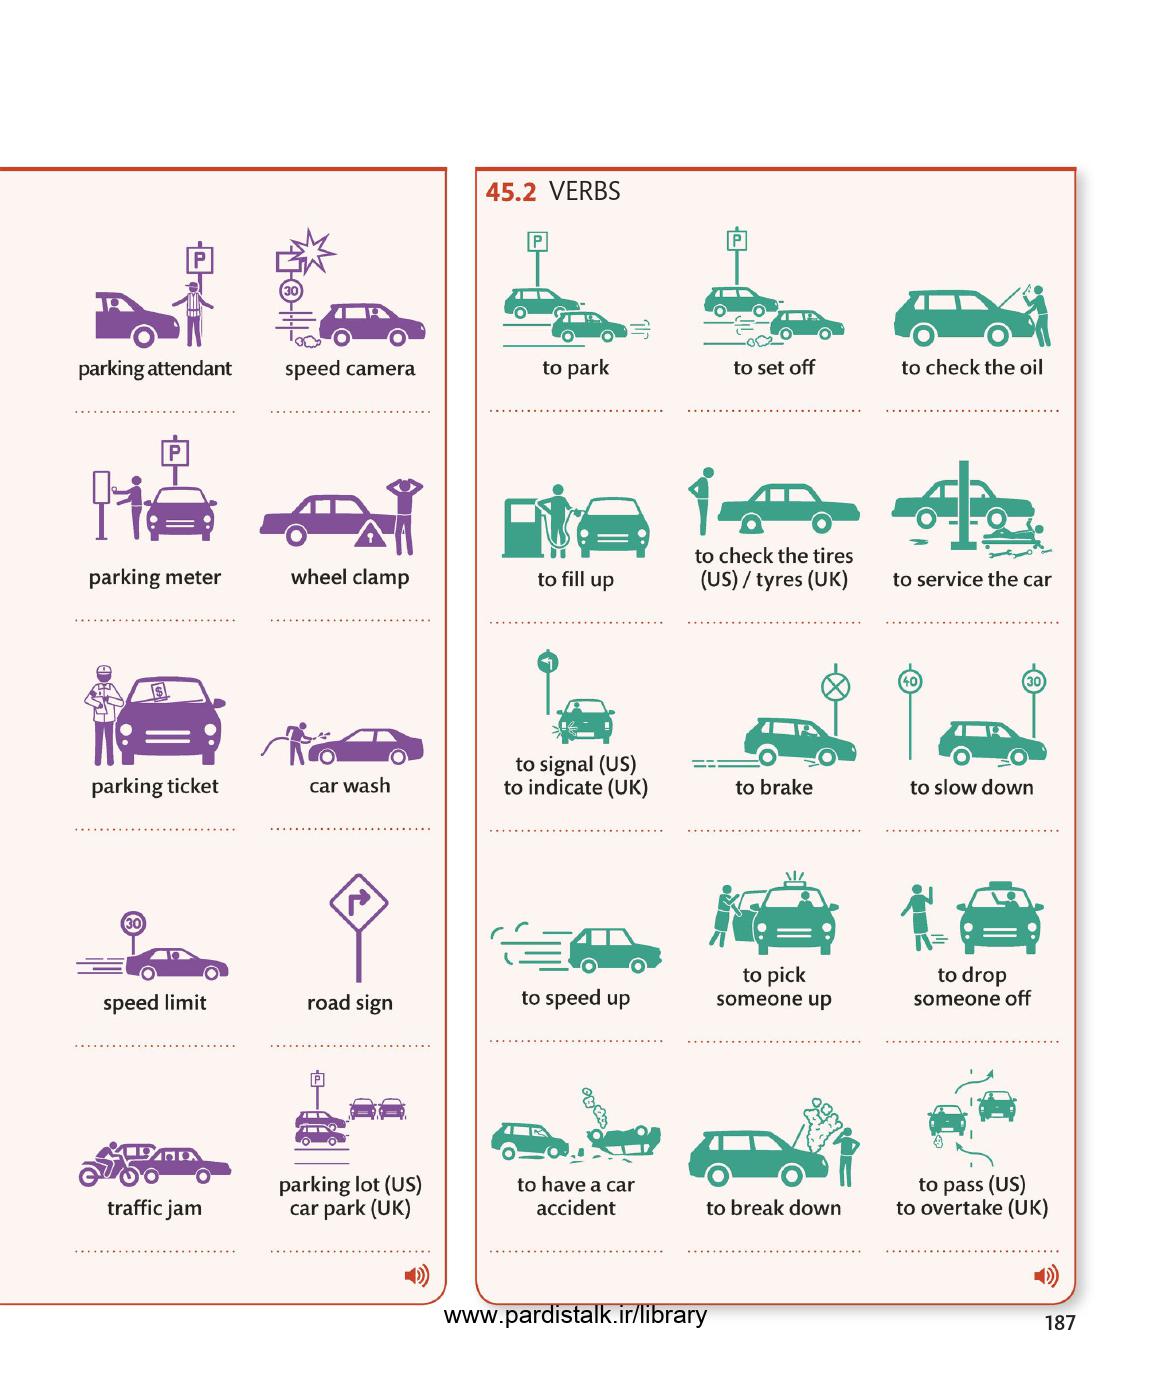 P
P
30
parking attendant
speed camera
P
parking meter
wheel clamp
$
parking ticket
car wash
30
speed limit
road sign
P
traffic jam
parking lot (US)
car park (UK)
45.2 VERBS
P
P
to park
to set off
to check the oil
to fill up
to check the tires
(US) / tyres (UK)
to service the car
40
30
to signal (US)
to indicate (UK)
to brake
to slow down
to speed up
to pick
someone up
to drop
someone off
to have a car
accident
to break down
to pass (US)
to overtake (UK)
www.pardistalk.ir/library
187